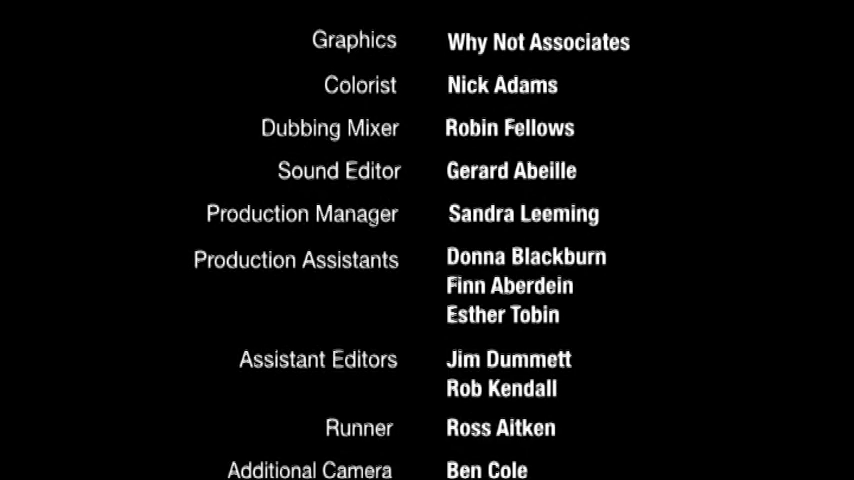 Graphics Why Not Associates
Colorist Nick Adams
Dubbing Mixer Robin Fellows
Sound Editor Gerard Abeille
Production Manager Sandra Leeming
Production Assistants Donna Blackburn
Finn Aberdein
Esther Tobin
Assistant Editors Jim Dummett
Rob Kendall
Runner Ross Aitken
Additional Camera Ben Cole